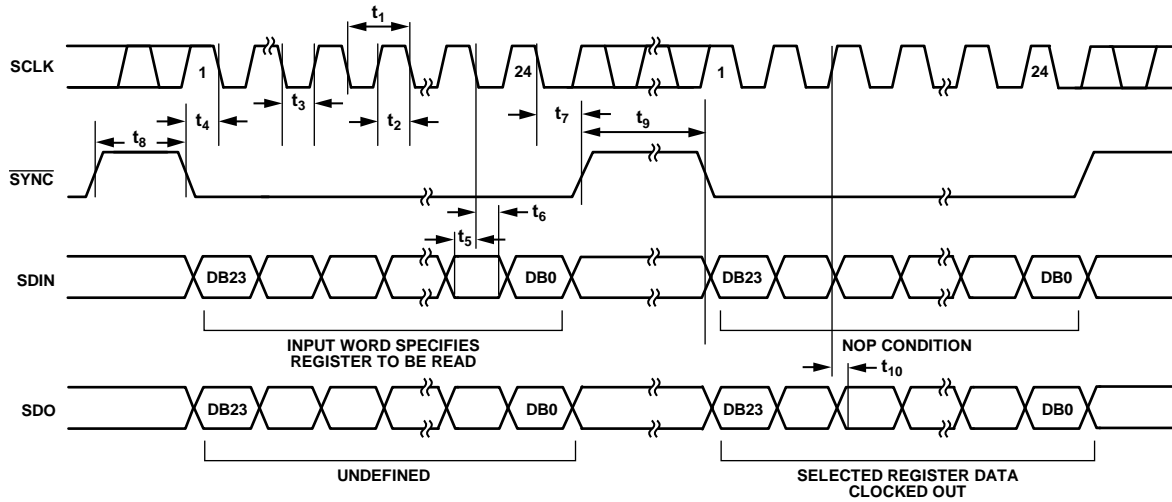 t1
SCLK
1
24
1
24
t3
t2
t7
t4
t8
t9
SYNC
t6
t5
SDIN
DB23
DB0
DB23
DB0
INPUT WORD SPECIFIES
REGISTER TO BE READ
NOP CONDITION
t10
SDO
DB23
DB0
DB23
DB0
UNDEFINED
SELECTED REGISTER DATA
CLOCKED OUT